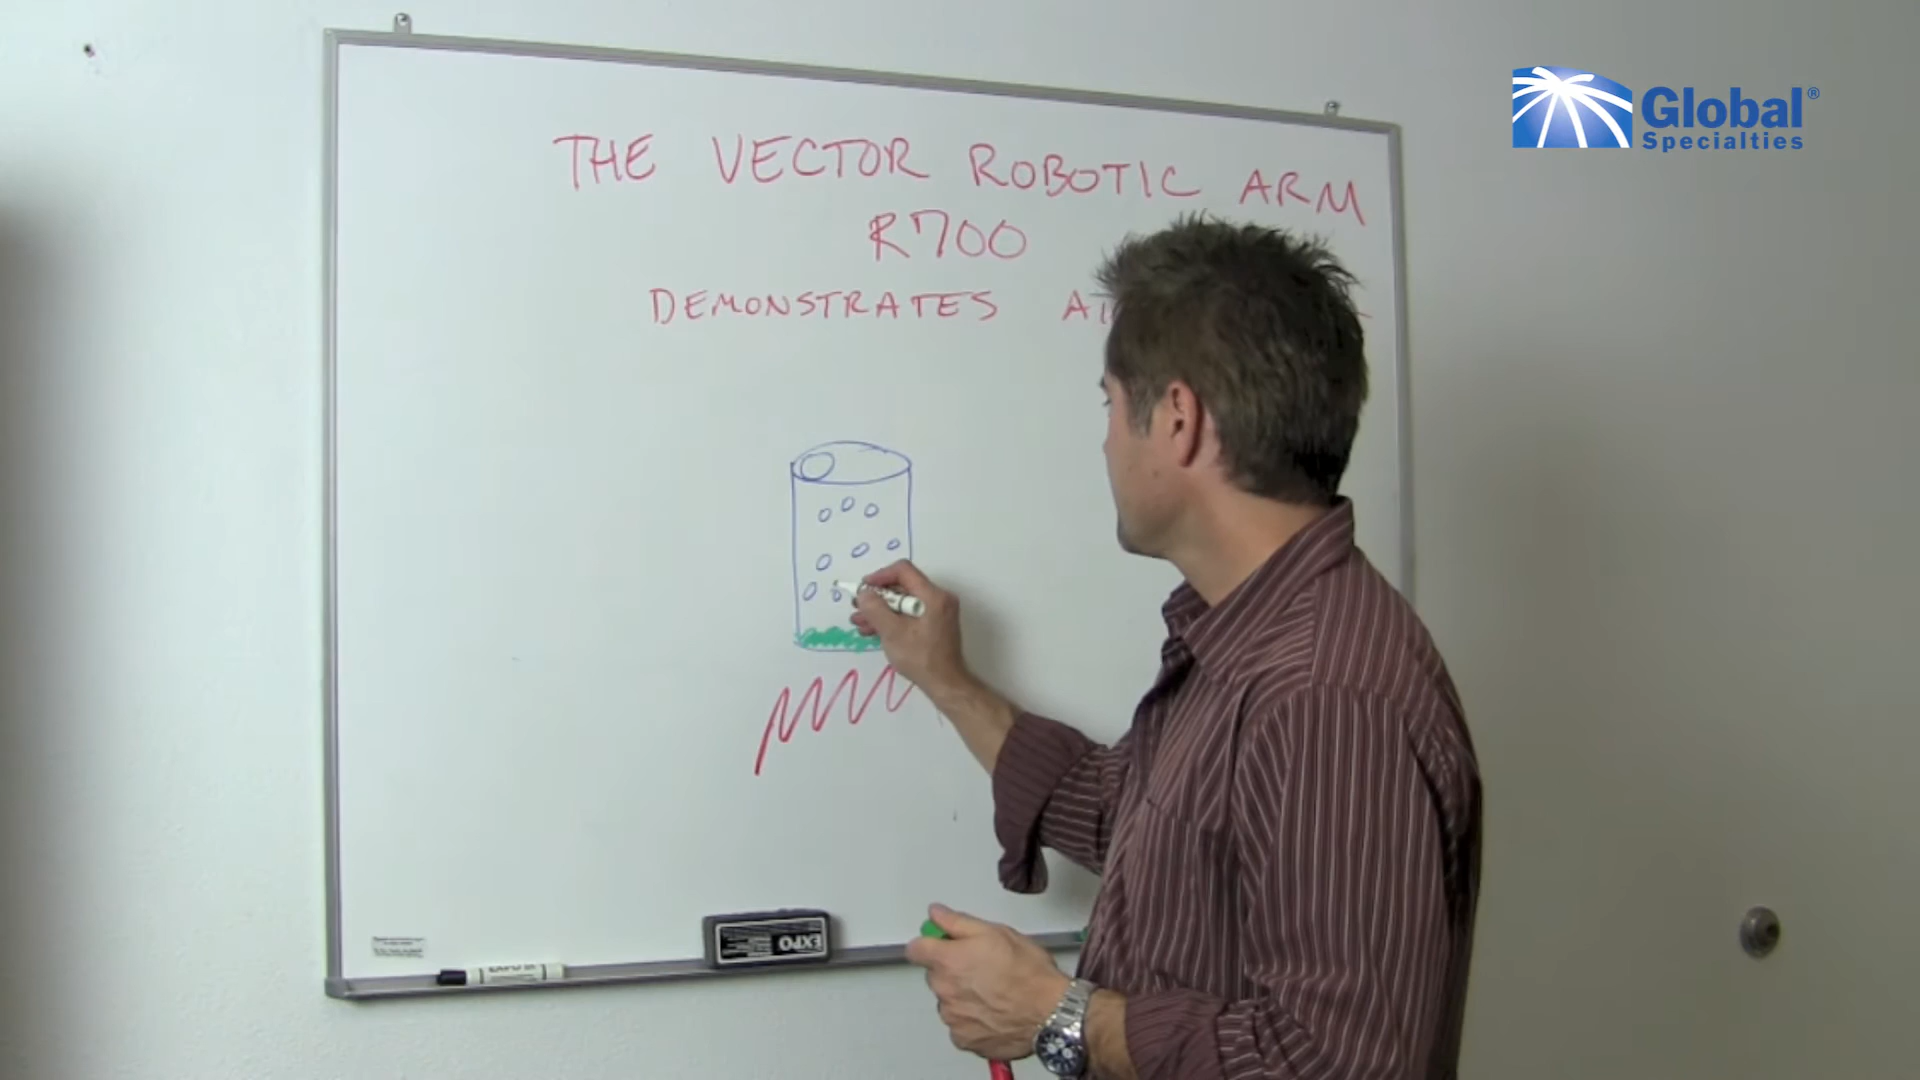 THE VECTOR ROBOTIC ARM
R700
DEMONSTRATES
Global®
Specialties
EXPO